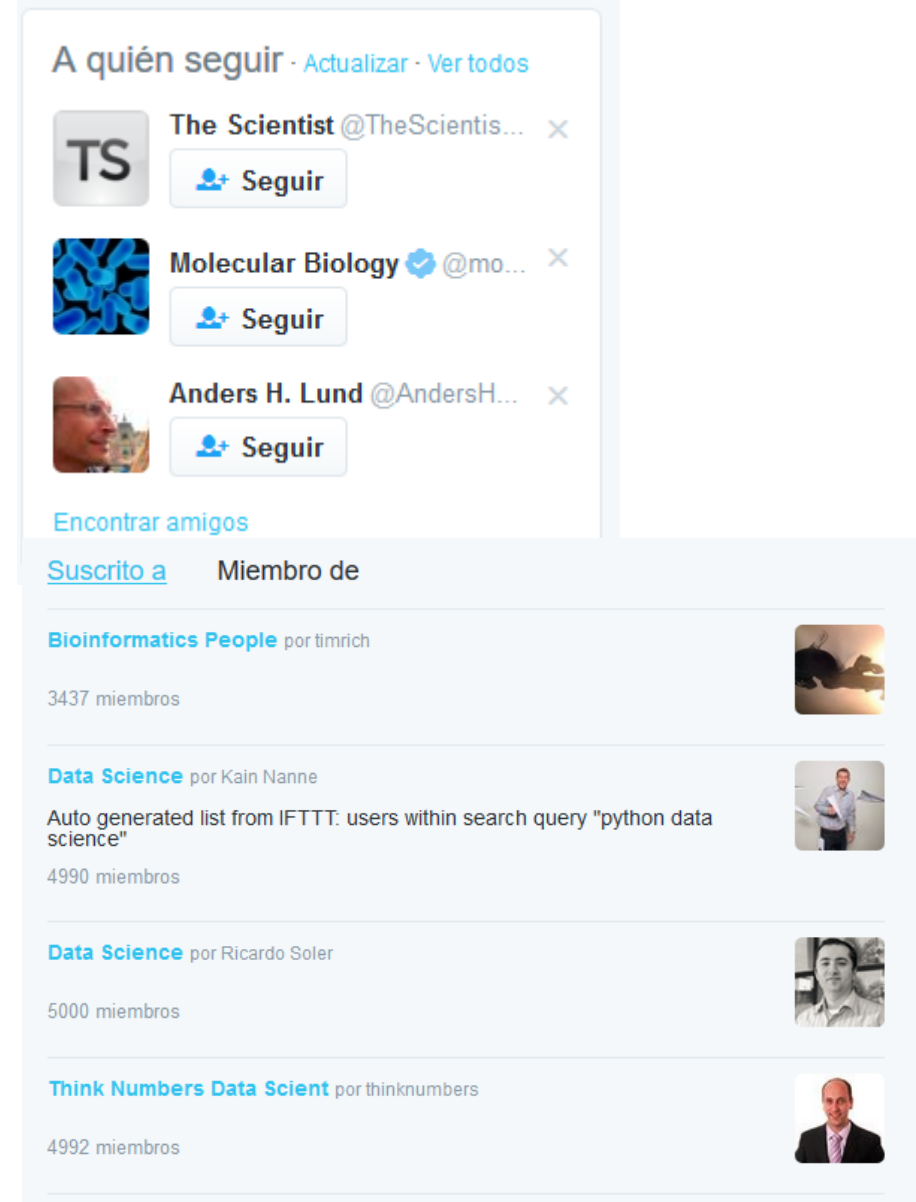 A quién seguir · Actualizar · Ver todos
TS
The Scientist @TheScientis...
Seguir
Molecular Biology @mo...
Seguir
Anders H. Lund @AndersH...
Seguir
Encontrar amigos
Suscrito a Miembro de
Bioinformatics People por timrich
3437 miembros
Data Science por Kain Nanne
Auto generated list from IFTTT: users within search query "python data
science"
4990 miembros
Data Science por Ricardo Soler
5000 miembros
Think Numbers Data Scient por thinknumbers
4992 miembros